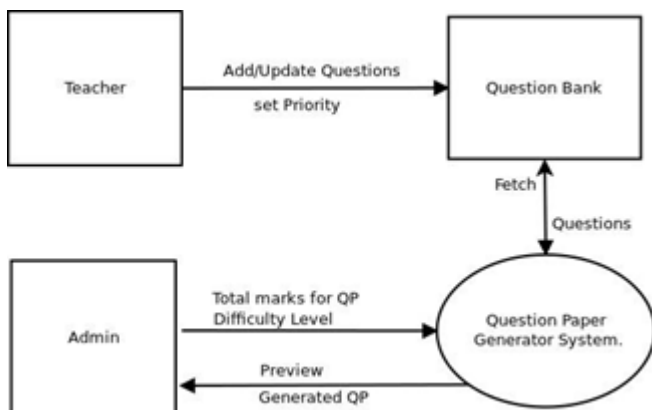 Teacher
Add/Update Questions
set Priority
Question Bank
Fetch
Questions
Admin
Total marks for QP
Difficulty Level
Question Paper
Generator System.
Preview
Generated QP